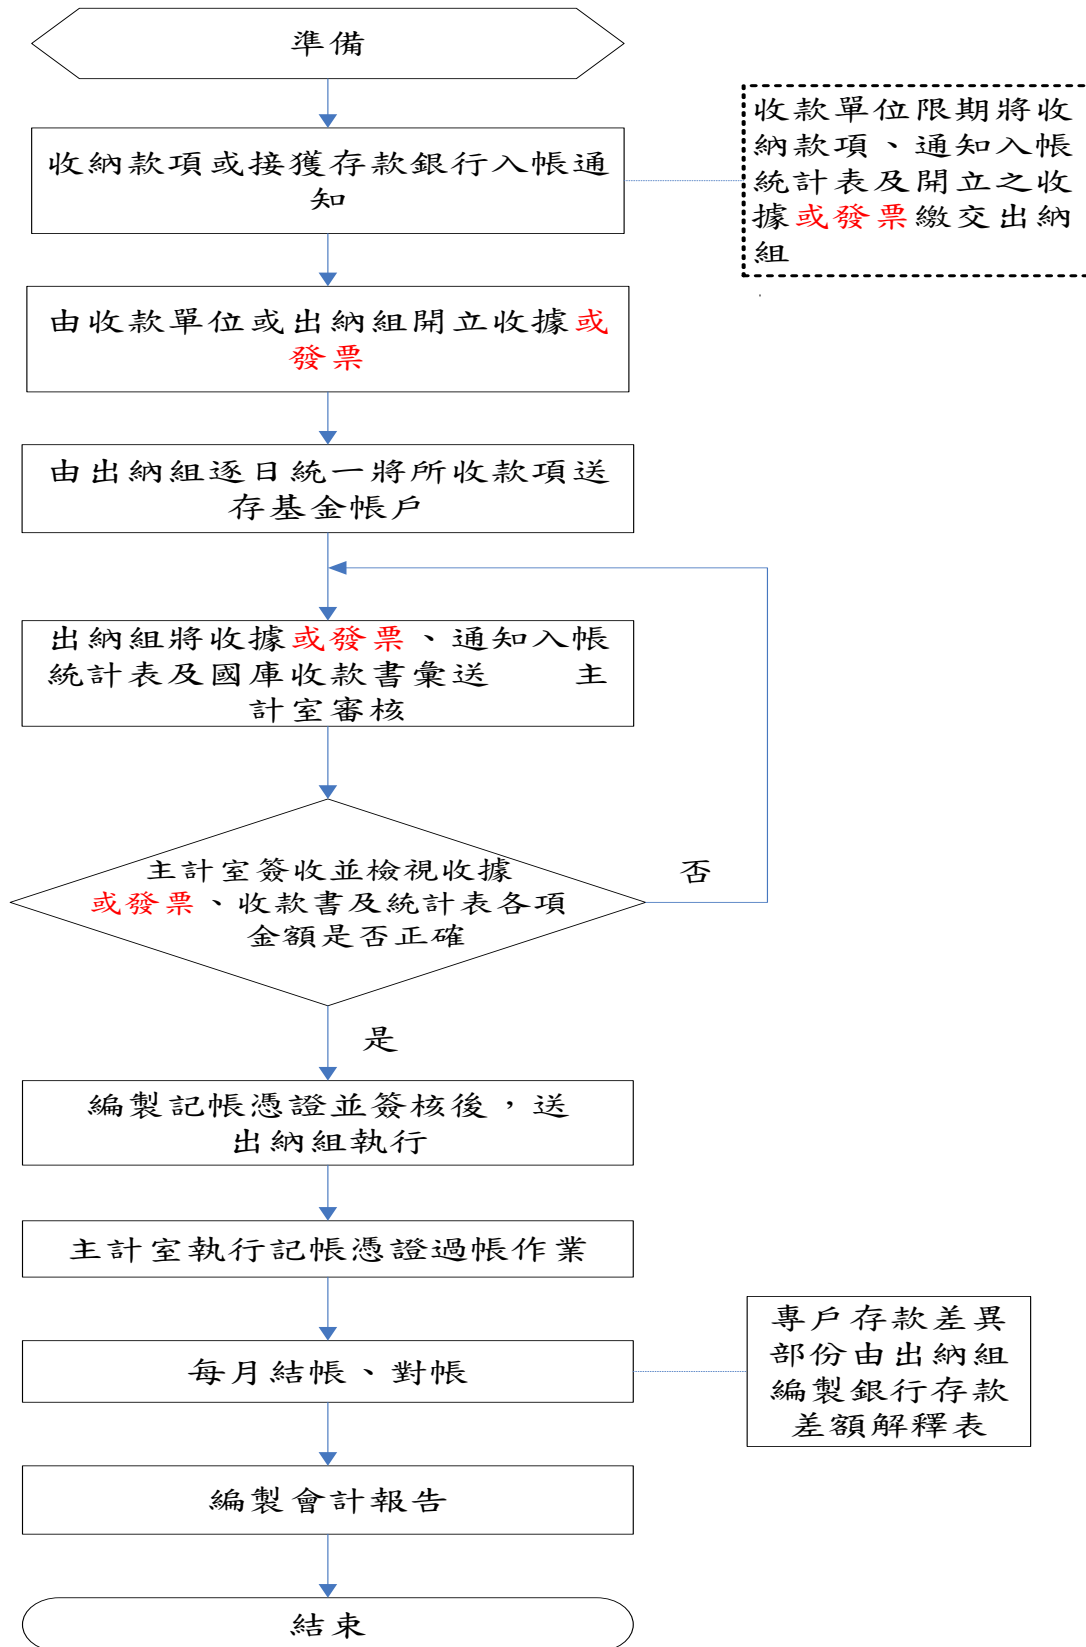 準備
收納款項或接獲存款銀行入帳通
知
收款單位限期將收
納款項、通知入帳
統計表及開立之收
據或發票繳交出納
組
由收款單位或出納組開立收據或
發票
由出納組逐日統一將所收款項送
存基金帳戶
出納組將收據或發票、通知入帳
統計表及國庫收款書彙送 主
計室審核
主計室簽收並檢視收據
或發票、收款書及統計表各項
金額是否正確
否
是
編製記帳憑證並簽核後，送
出納組執行
主計室執行記帳憑證過帳作業
每月結帳、對帳
專戶存款差異
部份由出納組
編製銀行存款
差額解釋表
編製會計報告
結束